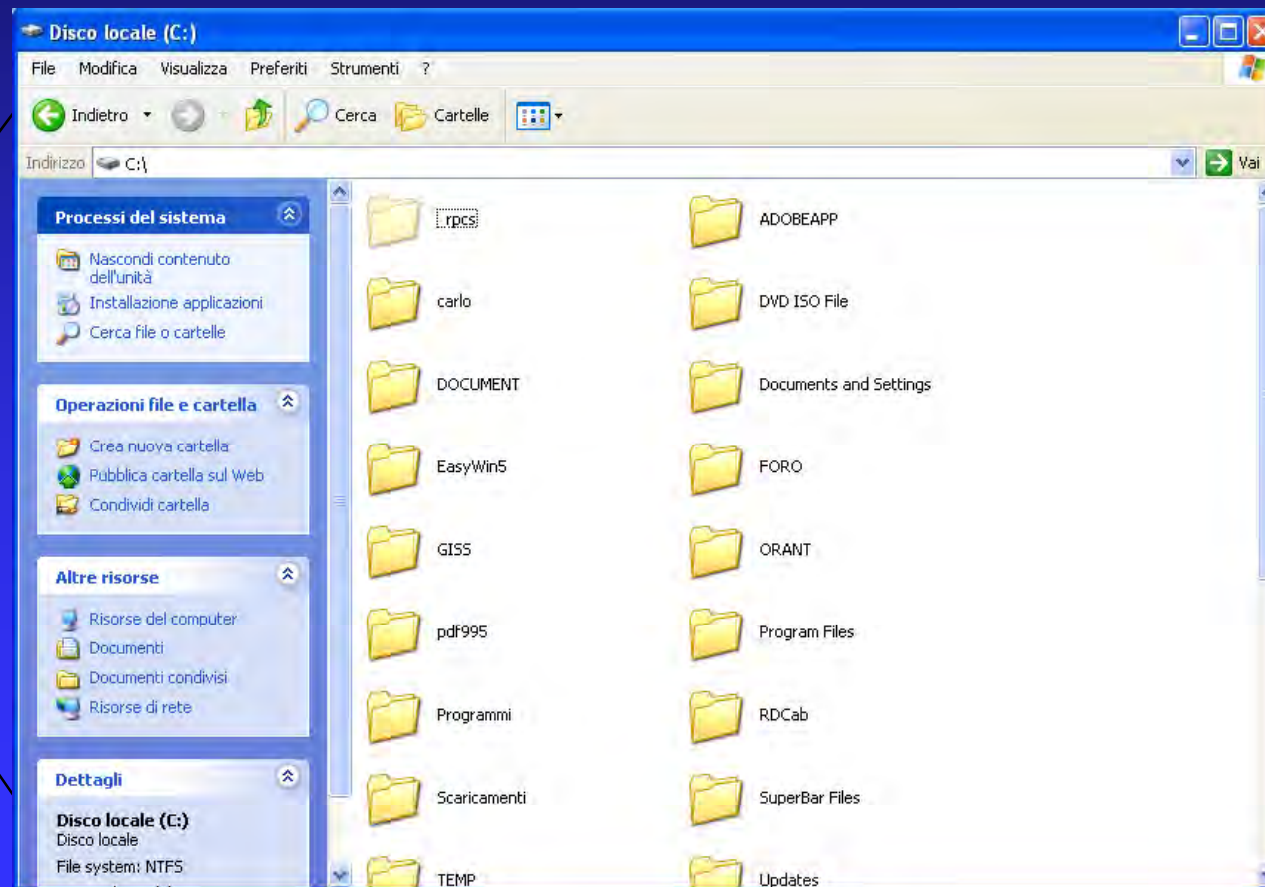 Disco locale (C:)
File Modifica Visualizza Preferiti Strumenti ?
Indietro Cerca Cartelle
Indirizzo C:\ Vai
Processi del sistema
Nascondi contenuto
dell'unità
Installazione applicazioni
Cerca file o cartelle
Operazioni file e cartella
Crea nuova cartella
Pubblica cartella sul Web
Condividi cartella
Altre risorse
Risorse del computer
Documenti
Documenti condivisi
Risorse di rete
Dettagli
Disco locale (C:)
Disco locale
File system: NTFS
_rpcs ADOBEAPP
carlo DVD ISO File
DOCUMENT Documents and Settings
EasyWin5 FORO
GISS ORANT
pdf995 Program Files
Programmi RDCab
Scaricamenti SuperBar Files
TEMP Updates